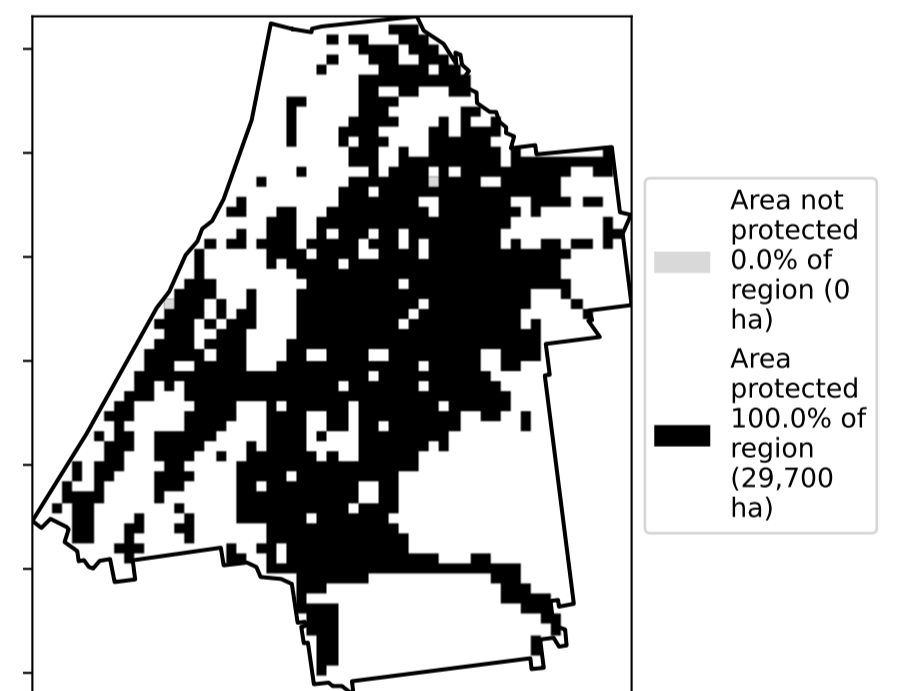 Area not
protected
0.0% of
region (0
ha)
Area
protected
100.0% of
region
(29,700
ha)